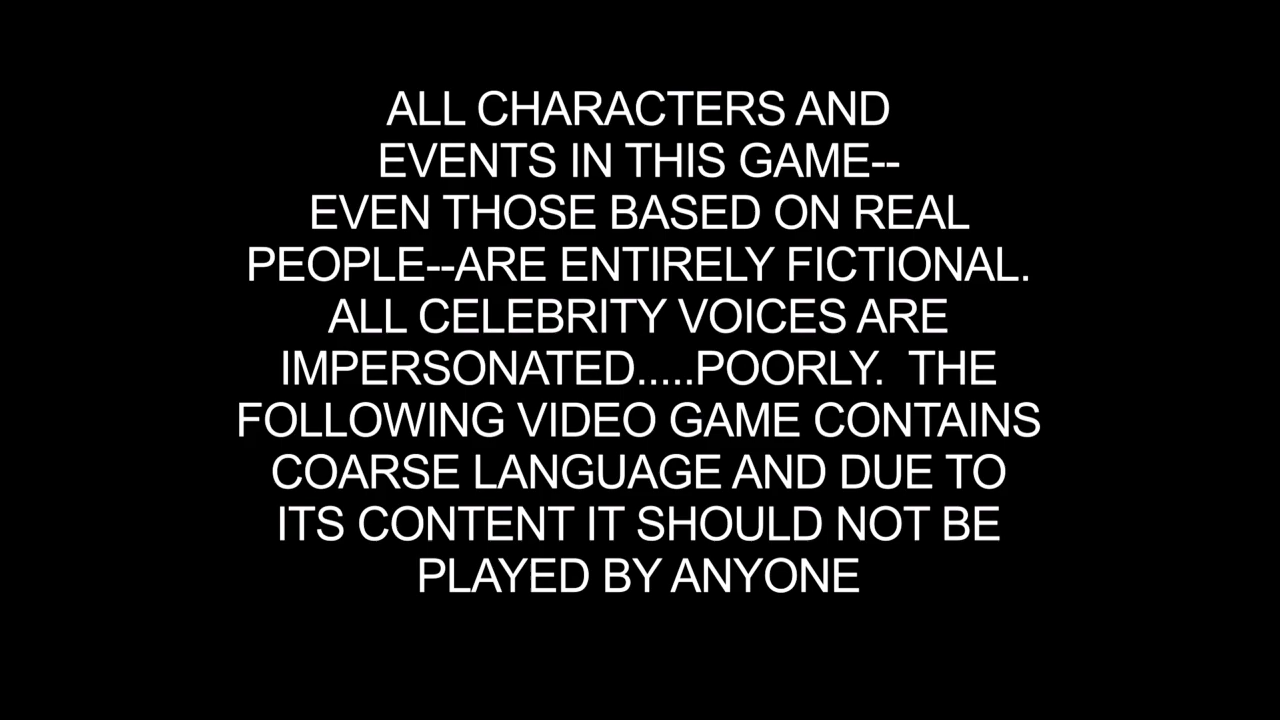 ALL CHARACTERS AND
EVENTS IN THIS GAME--
EVEN THOSE BASED ON REAL
PEOPLE--ARE ENTIRELY FICTIONAL.
ALL CELEBRITY VOICES ARE
IMPERSONATED.....POORLY.  THE
FOLLOWING VIDEO GAME CONTAINS
COARSE LANGUAGE AND DUE TO
ITS CONTENT IT SHOULD NOT BE
PLAYED BY ANYONE